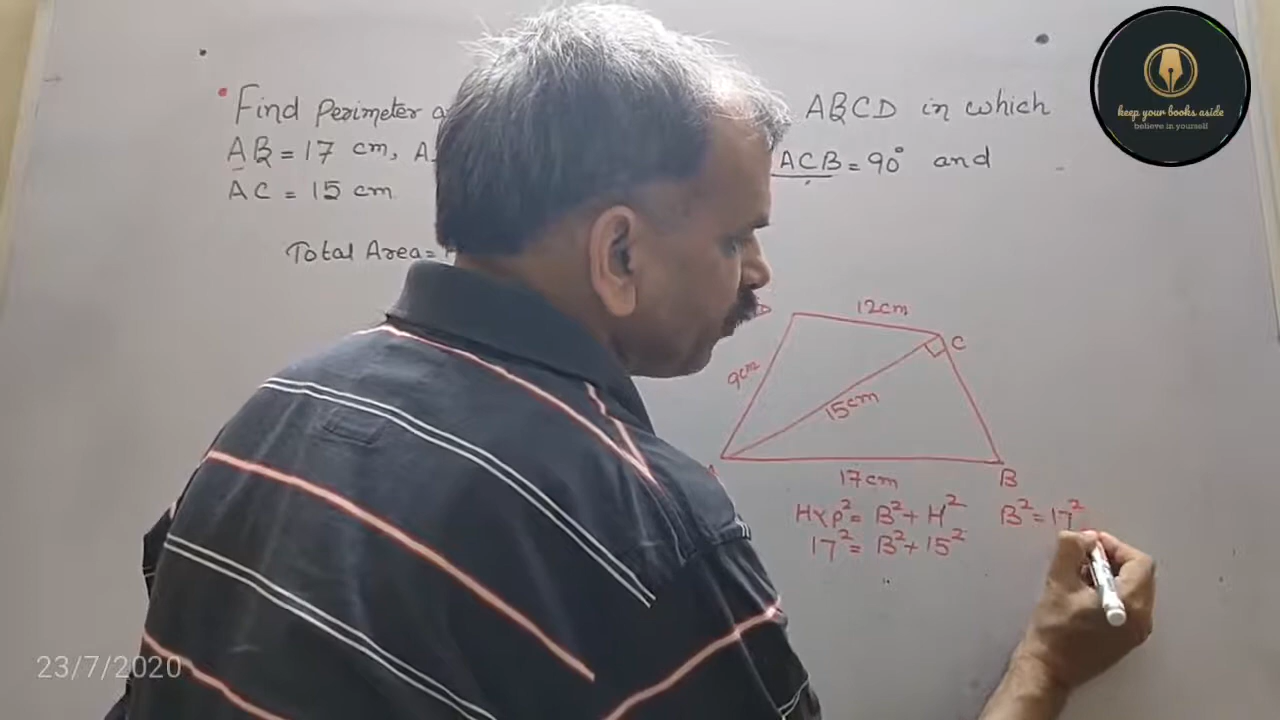 Find Perimeter ABCD in which
AB = 17 cm, ACB = 90° and
AC = 15 cm
Total Area =
12cm
C
9cm
15cm
17cm
B
Hyp² = B² + H² B² = 17²
17² = B² + 15²
keep your books aside
believe in yourself
23/7/2020